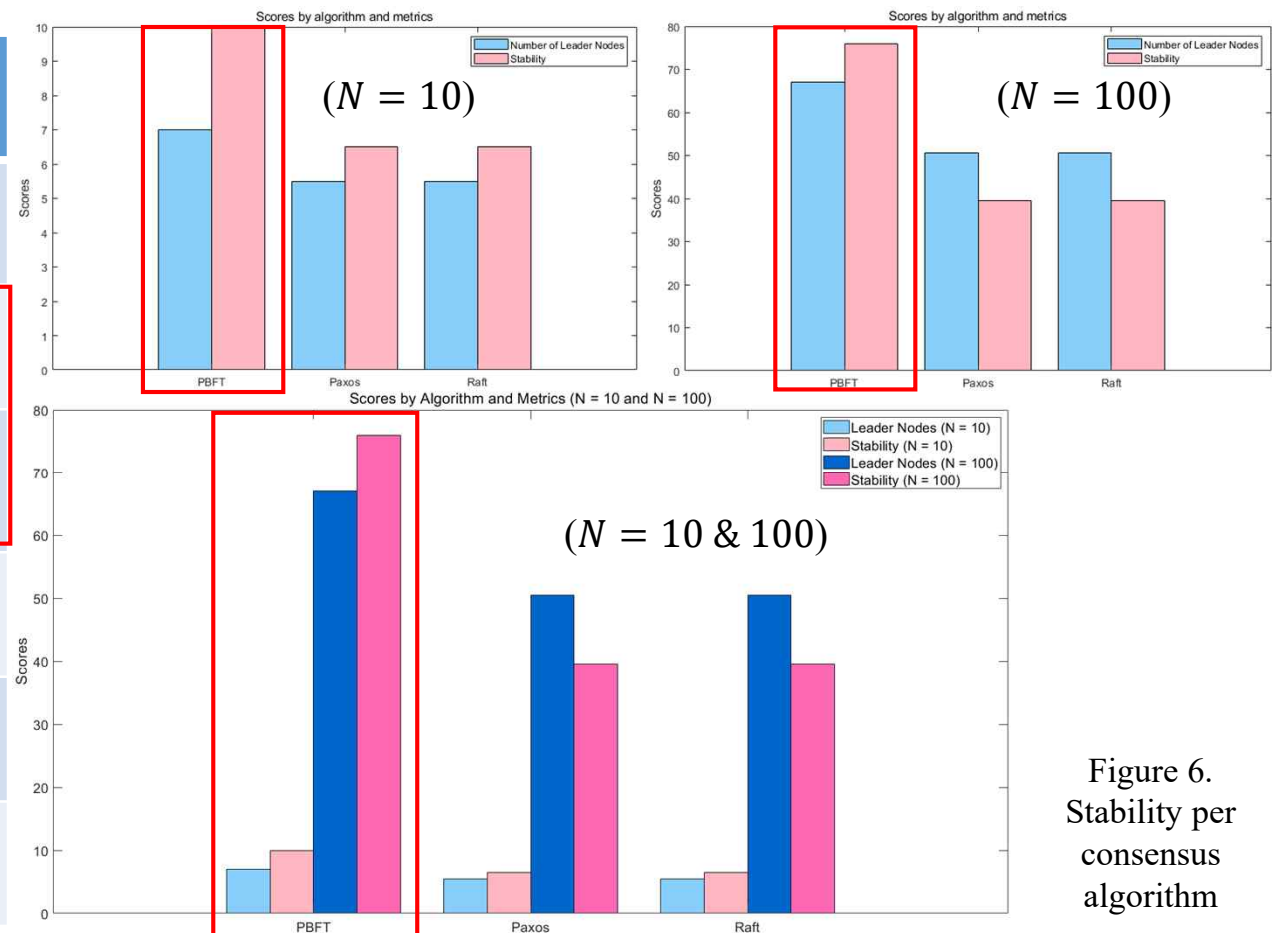 Scores by algorithm and metrics
10
9
8
7
6
5
4
3
2
1
0
Scores
Number of Leader Nodes
Stability
(N = 10)
PBFT
Paxos
Raft
Scores by algorithm and metrics
80
70
60
50
40
30
20
10
0
Scores
Number of Leader Nodes
Stability
(N = 100)
PBFT
Paxos
Raft
Scores by Algorithm and Metrics (N = 10 and N = 100)
80
70
60
50
40
30
20
10
0
Scores
Leader Nodes (N = 10)
Stability (N = 10)
Leader Nodes (N = 100)
Stability (N = 100)
(N = 10 & 100)
PBFT
Paxos
Raft
Figure 6.
Stability per
consensus
algorithm